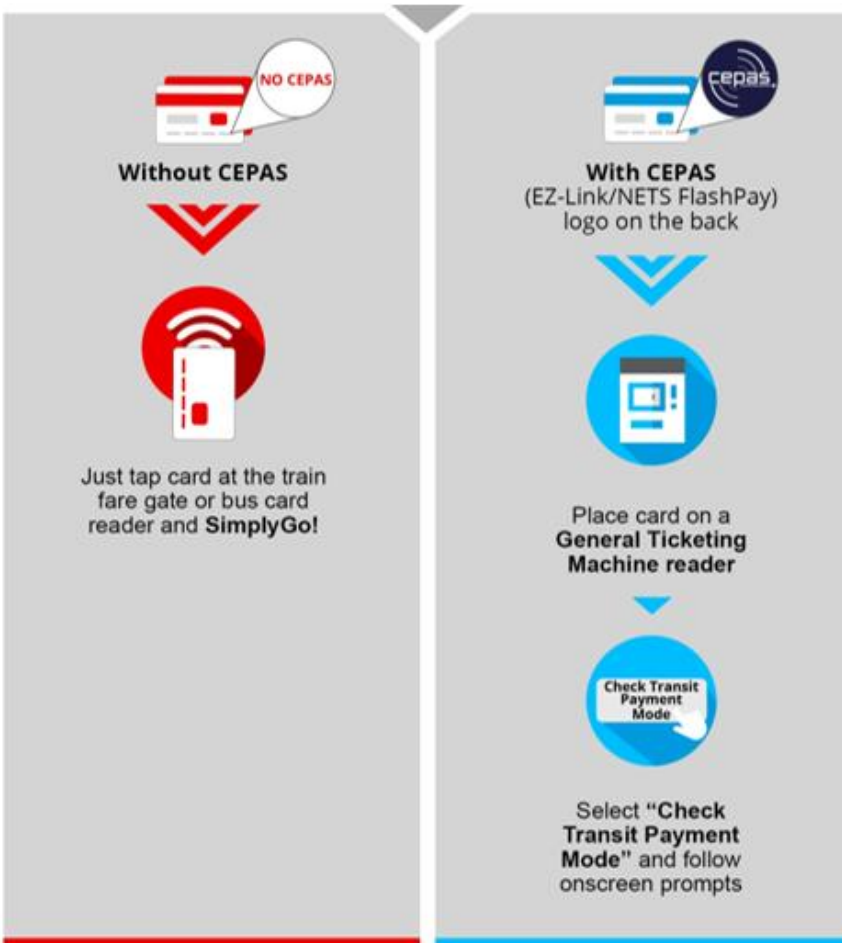 NO CEPAS
Without CEPAS
Just tap card at the train
fare gate or bus card
reader and SimplyGo!
cepas
With CEPAS
(EZ-Link/NETS FlashPay)
logo on the back
Place card on a
General Ticketing
Machine reader
Check Transit
Payment
Mode
Select “Check
Transit Payment
Mode” and follow
onscreen prompts